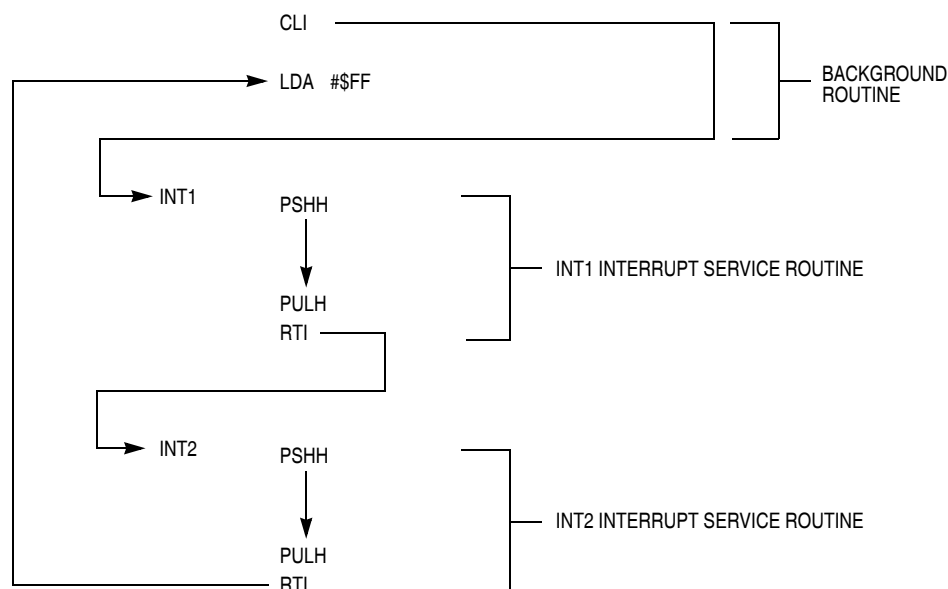 CLI
LDA #$FF
BACKGROUND
ROUTINE
INT1
PSHH
INT1 INTERRUPT SERVICE ROUTINE
PULH
RTI
INT2
PSHH
INT2 INTERRUPT SERVICE ROUTINE
PULH
RTI